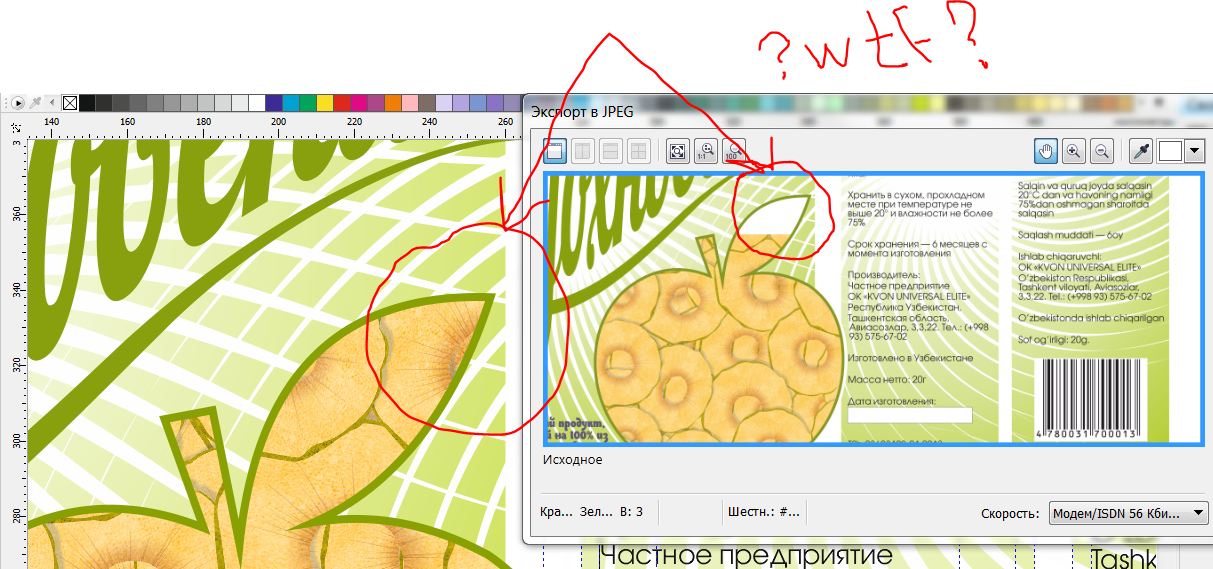 ?wtf?
140 160 180 200 220 240 260
360
340
320
300
280
Экспорт в JPEG
1:1
100
Хранить в сухом, прохладном
месте при температуре не
выше 20° и влажности не более
75%
Срок хранения — 6 месяцев с
момента изготовления
Производитель:
Частное предприятие
ОК «KVON UNIVERSAL ELITE»
Республика Узбекистан,
Ташкентская область,
Авиасозлар, 3,3,22. Тел.: (+998
93) 575-67-02
Изготовлено в Узбекистане
Масса нетто: 20г
Дата изготовления:
Salqin va quruq joyda salqasin
20°C dan va havoning namligi
75%dan oshmagan sharoitda
salqasin
Saqlash muddati — 6oy
Ishlab chiqaruvchi:
OK «KVON UNIVERSAL ELITE»
O'zbekiston Respublikasi,
Tashkent viloyati, Aviasozlar,
3,3,22. Tel.: (+998 93) 575-67-02
O'zbekistonda ishlab chiqarilgan
Sof og'irligi: 20g.
4 780031 700013
й продукт,
й на 100% из
Исходное
Кра... Зел... В: 3 Шестн.: #... Скорость: Модем/ISDN 56 Кби...
Частное предприятие
Tashk